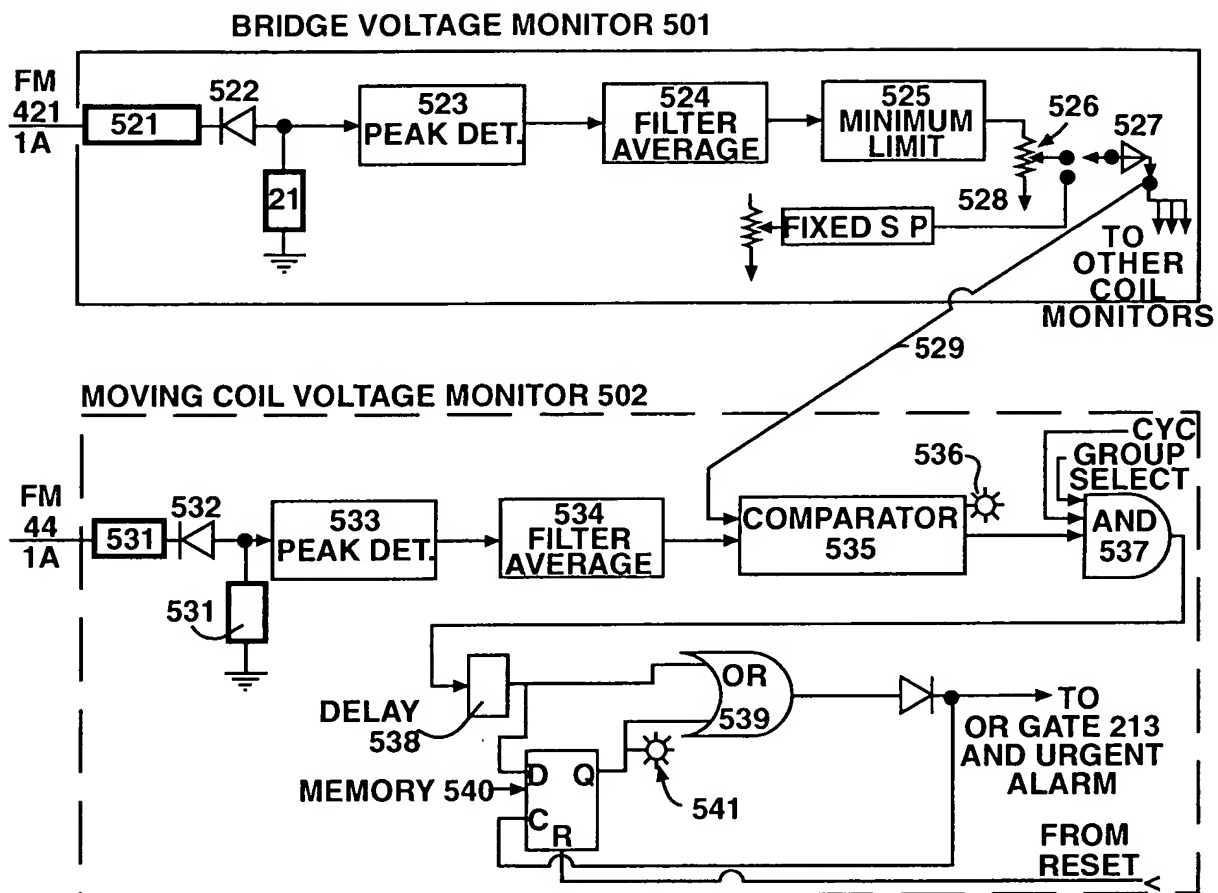 BRIDGE VOLTAGE MONITOR 501
FM
421
1A
521
522
21
523
PEAK DET.
524
FILTER
AVERAGE
525
MINIMUM
LIMIT
526
527
528
FIXED S P
TO
OTHER
COIL
MONITORS
529
MOVING COIL VOLTAGE MONITOR 502
FM
44
1A
531
532
531
533
PEAK DET.
534
FILTER
AVERAGE
COMPARATOR
535
536
CYC
GROUP
SELECT
AND
537
DELAY
538
OR
539
TO
OR GATE 213
AND URGENT
ALARM
MEMORY 540
D Q
C
R
541
FROM
RESET